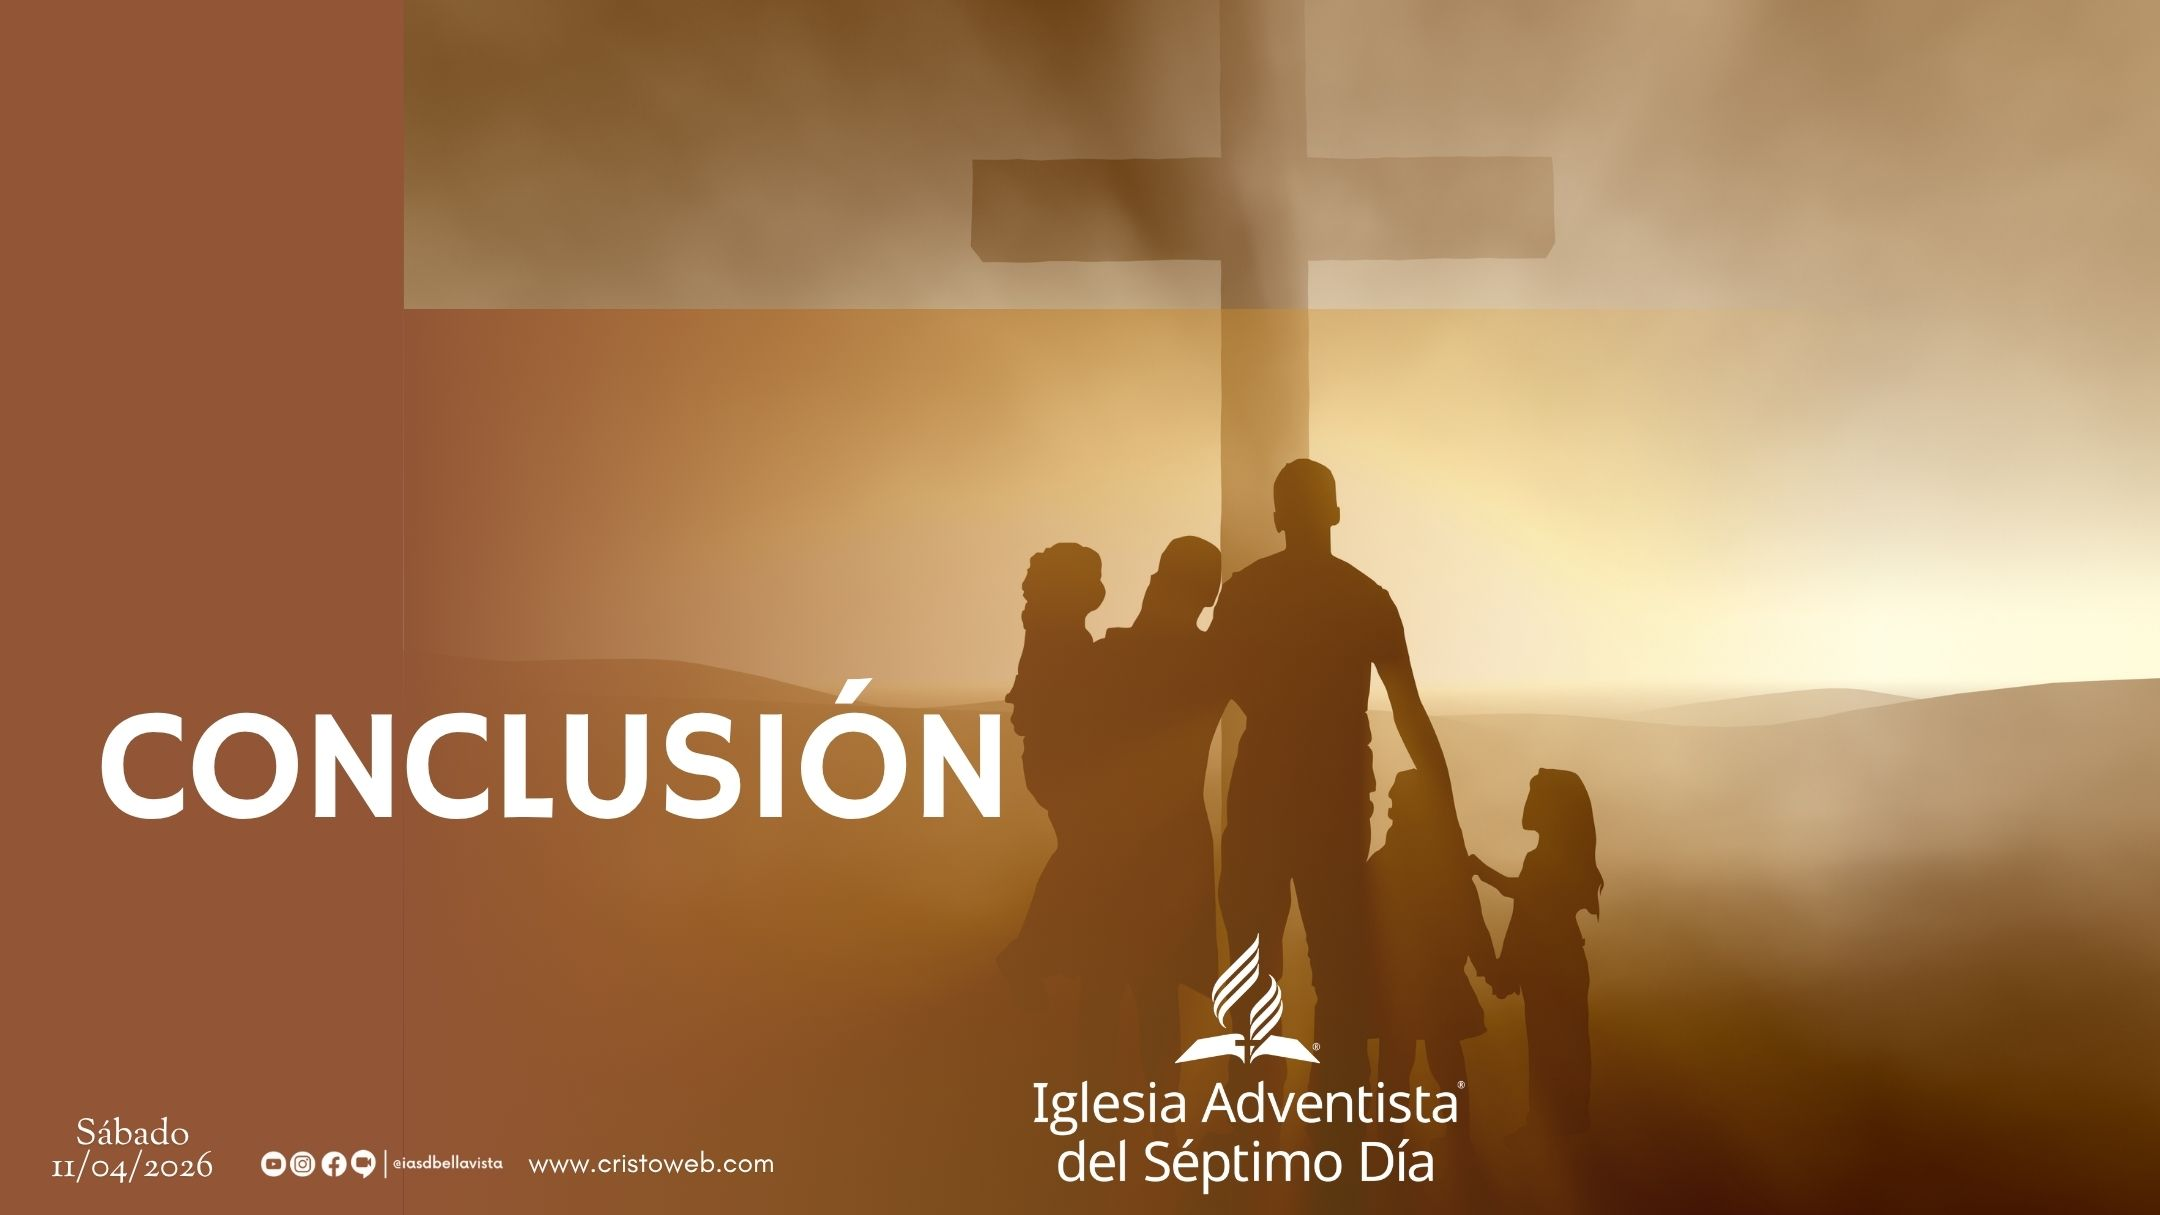 CONCLUSIÓN
Iglesia Adventista®
del Séptimo Día
Sábado
11/04/2026
@iasdbellavista
www.cristoweb.com